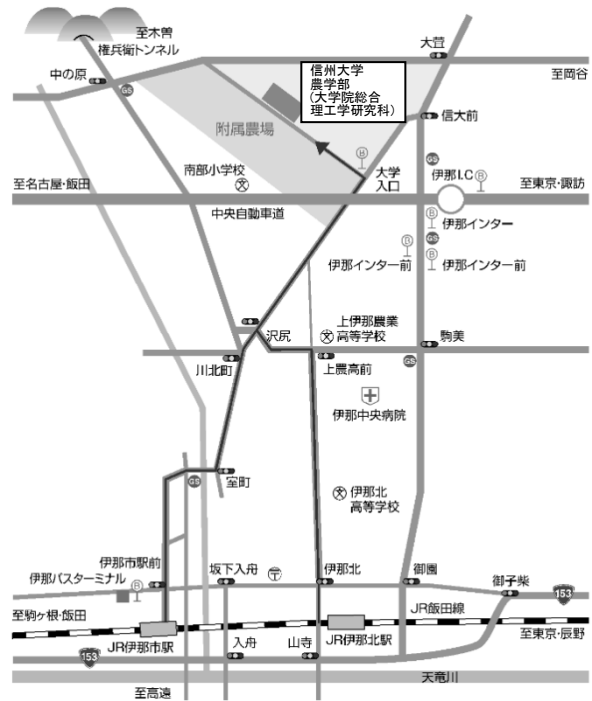 至木曽
権兵衛トンネル
大萱
中の原
至岡谷
GS
信州大学
農学部
(大学院総合
理工学研究科)
信大前
附属農場
B
GS
大学
入口
南部小学校
文
伊那I.C
B
至名古屋・飯田
至東京・諏訪
中央自動車道
B
伊那インター
B
GS
伊那インター前
B
伊那インター前
沢尻
上伊那農業
高等学校
文
駒美
川北町
上農高前
GS
伊那中央病院
室町
GS
文
伊那北
高等学校
伊那市駅前
伊那バスターミナル
B
坂下入舟
〒
伊那北
御園
御子柴
153
至駒ヶ根・飯田
JR飯田線
至東京・辰野
JR伊那市駅
入舟
山寺
JR伊那北駅
153
天竜川
至高遠